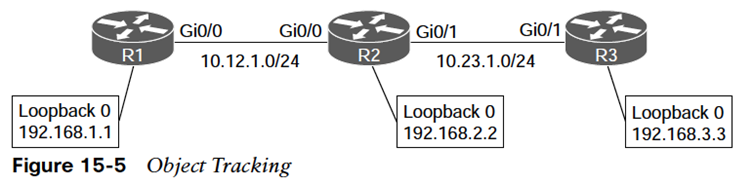 Gi0/0 Gi0/0 Gi0/1 Gi0/1
R1 R2 R3
10.12.1.0/24 10.23.1.0/24
Loopback 0
192.168.1.1
Loopback 0
192.168.2.2
Loopback 0
192.168.3.3
Figure 15-5 Object Tracking